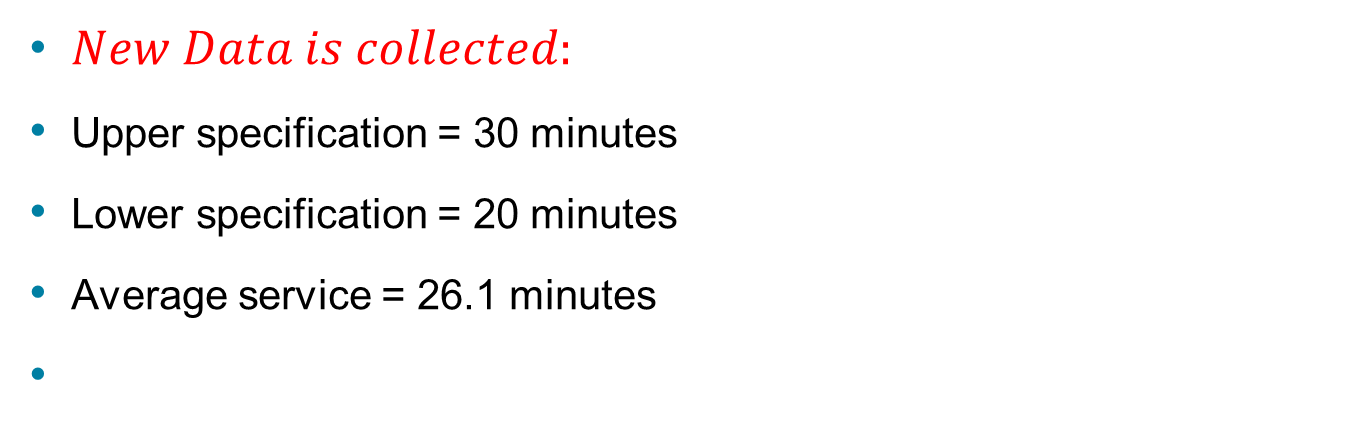 • New Data is collected:
• Upper specification = 30 minutes
• Lower specification = 20 minutes
• Average service = 26.1 minutes
•